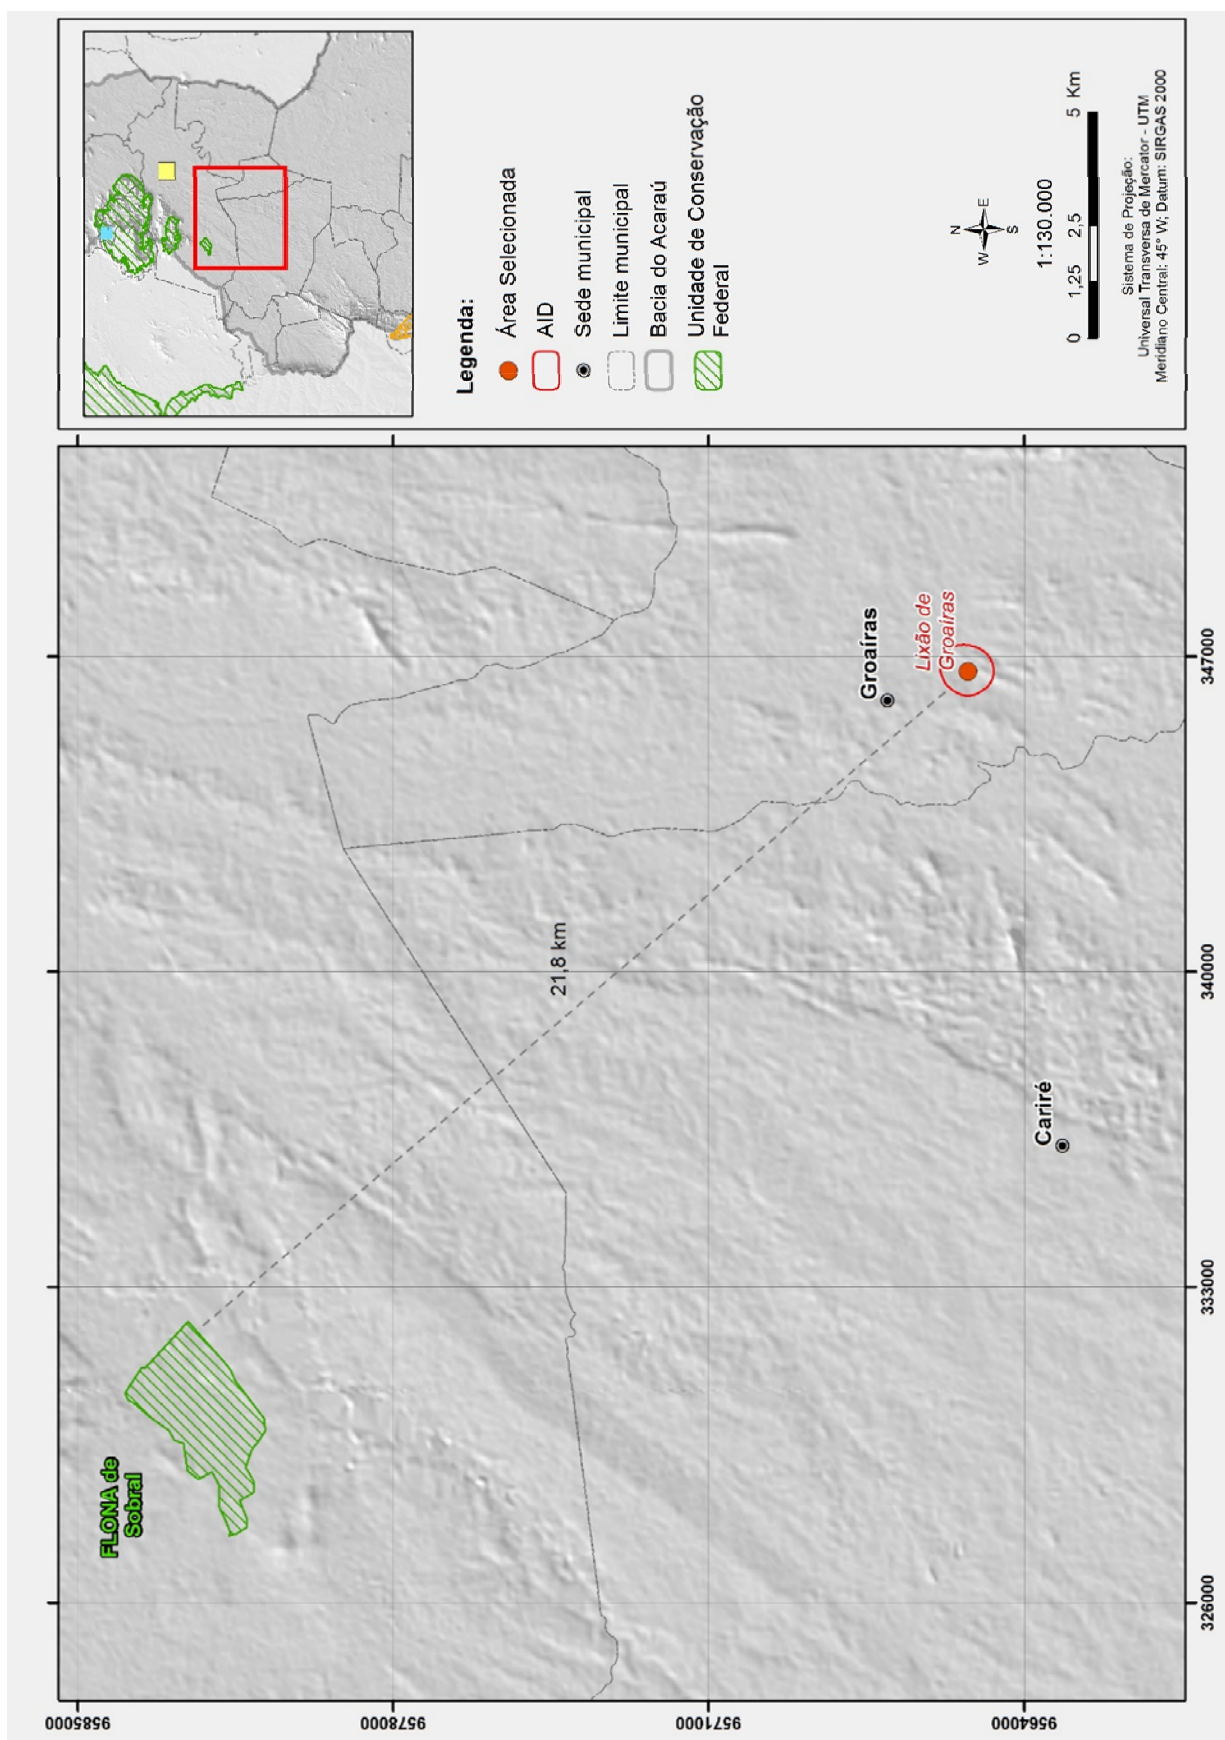 9585000
9578000
9571000
9564000
326000
333000
340000
347000
FLONA de
Sobral
21,8 km
Groaíras
Lixão de
Groaíras
Cariré
Legenda:
Área Selecionada
AID
Sede municipal
Limite municipal
Bacia do Acaraú
Unidade de Conservação
Federal
N
W
E
S
1:130.000
0
1,25
2,5
5 Km
Sistema de Projeção:
Universal Transversa de Mercator - UTM
Meridiano Central: 45° W; Datum: SIRGAS 2000